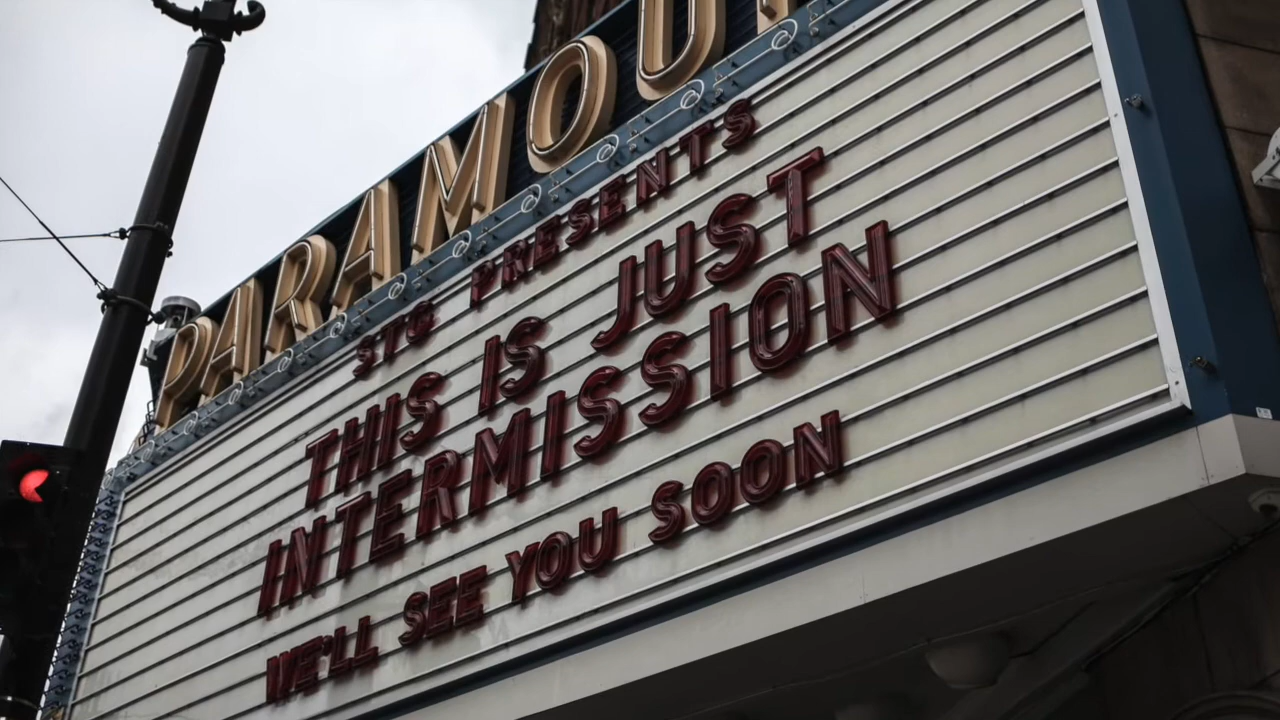 PARAMOU
STG PRESENTS
THIS IS JUST
INTERMISSION
WE'LL SEE YOU SOON